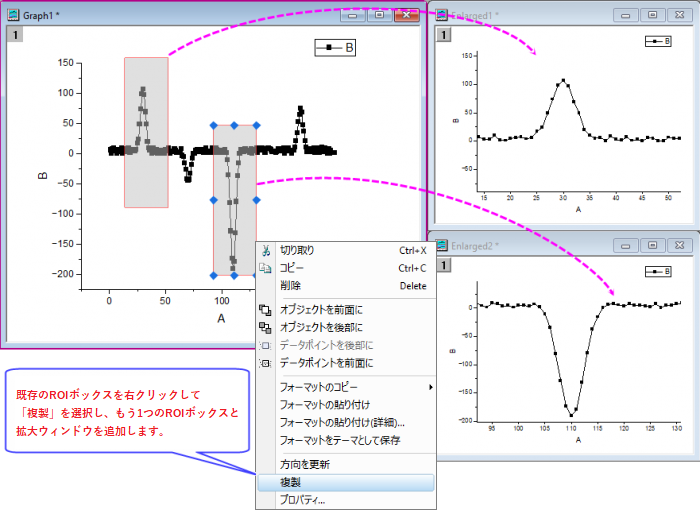 Graph1 *
1
B
150
100
50
0
−50
−100
−150
−200
B
0
50
100
A
Enlarged1 *
1
B
150
100
50
0
−50
−100
B
15
20
25
30
35
40
45
50
A
Enlarged2 *
1
B
50
0
−50
−100
−150
−200
B
95
100
105
110
115
120
125
130
A
切り取り Ctrl+X
コピー Ctrl+C
削除 Delete
オブジェクトを前面に
オブジェクトを後部に
データポイントを後部に
データポイントを前面に
フォーマットのコピー
フォーマットの貼り付け
フォーマットの貼り付け(詳細)...
フォーマットをテーマとして保存
方向を更新
複製
プロパティ...
既存のROIボックスを右クリックして
「複製」を選択し、もう1つのROIボックスと
拡大ウィンドウを追加します。